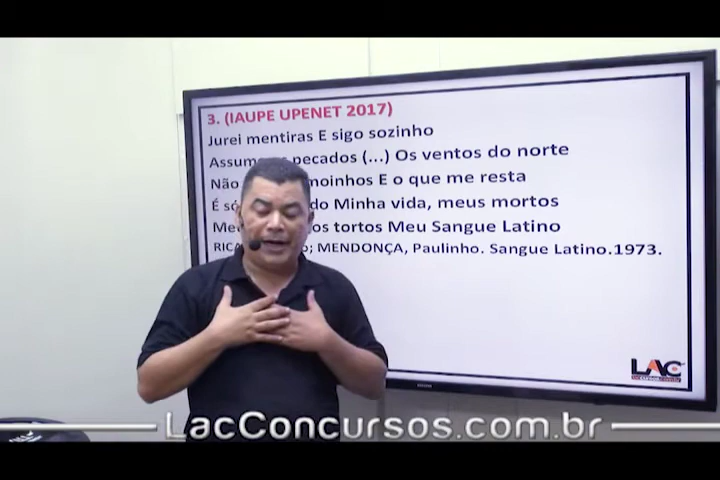 3. (IAUPE UPENET 2017)
Jurei mentiras E sigo sozinho
pecados (...) Os ventos do norte
Não moinhos E o que me resta
É só do Minha vida, meus mortos
tortos Meu Sangue Latino
MENDONÇA, Paulinho. Sangue Latino.1973.
LAC
LacConcursos.com.br